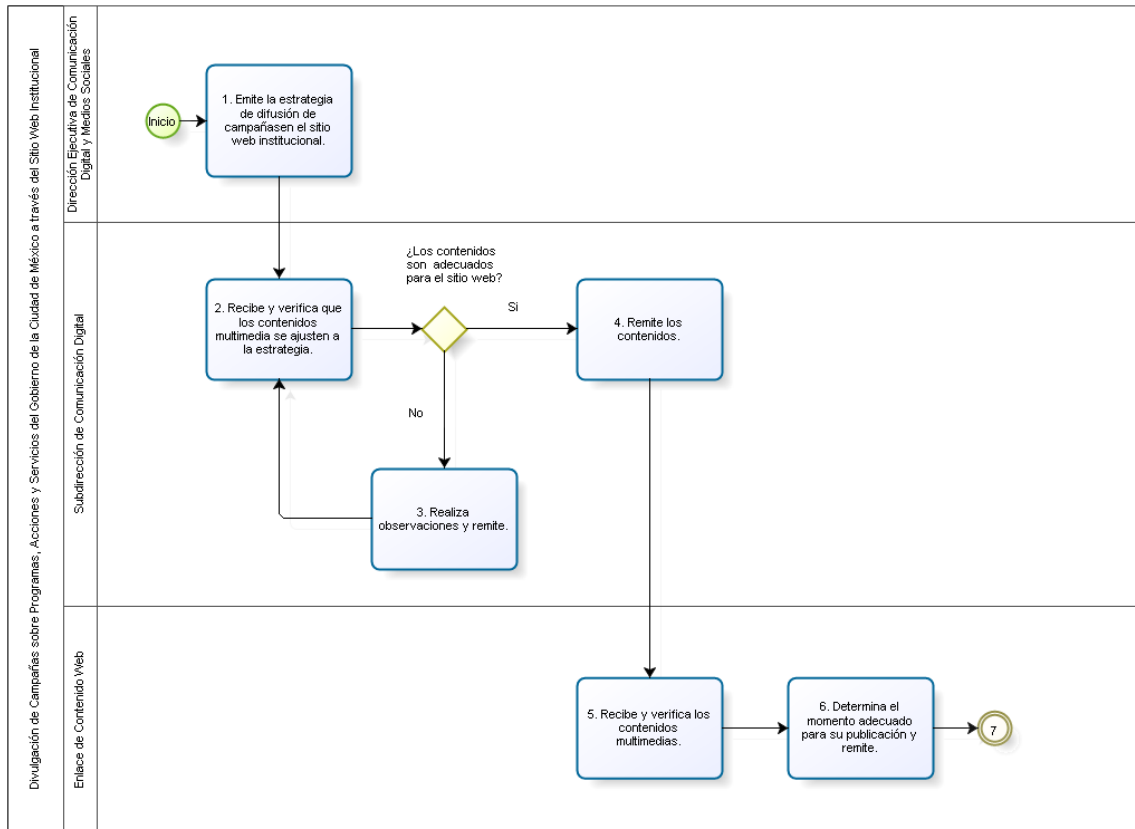 Divulgación de Campañas sobre Programas, Acciones y Servicios del Gobierno de la Ciudad de México a través del Sitio Web Institucional
Dirección Ejecutiva de Comunicación
Digital y Medios Sociales
Inicio
1. Emite la estrategia
de difusión de
campañasen el sitio
web institucional.
Subdirección de Comunicación Digital
2. Recibe y verifica que
los contenidos
multimedia se ajusten a
la estrategia.
¿Los contenidos
son adecuados
para el sitio web?
Si
No
3. Realiza
observaciones y remite.
4. Remite los
contenidos.
Enlace de Contenido Web
5. Recibe y verifica los
contenidos
multimedias.
6. Determina el
momento adecuado
para su publicación y
remite.
7